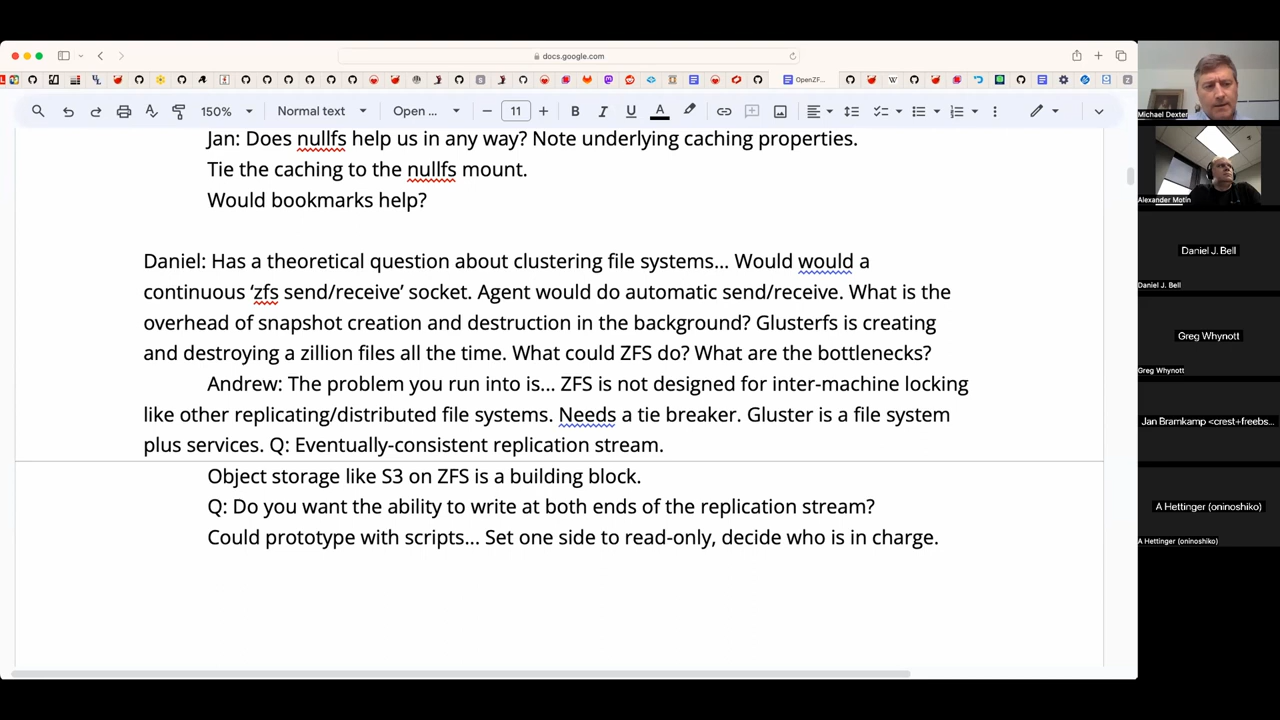 docs.google.com
OpenZF...
150%
Normal text
Open ...
11
Jan: Does nullfs help us in any way? Note underlying caching properties.
Tie the caching to the nullfs mount.
Would bookmarks help?
Daniel: Has a theoretical question about clustering file systems... Would would a
continuous ‘zfs send/receive’ socket. Agent would do automatic send/receive. What is the
overhead of snapshot creation and destruction in the background? Glusterfs is creating
and destroying a zillion files all the time. What could ZFS do? What are the bottlenecks?
Andrew: The problem you run into is... ZFS is not designed for inter-machine locking
like other replicating/distributed file systems. Needs a tie breaker. Gluster is a file system
plus services. Q: Eventually-consistent replication stream.
Object storage like S3 on ZFS is a building block.
Q: Do you want the ability to write at both ends of the replication stream?
Could prototype with scripts... Set one side to read-only, decide who is in charge.
Michael Dexter
Alexander Motin
Daniel J. Bell
Daniel J. Bell
Greg Whynott
Greg Whynott
Jan Bramkamp <crest+freebs...
A Hettinger (oninoshiko)
A Hettinger (oninoshiko)